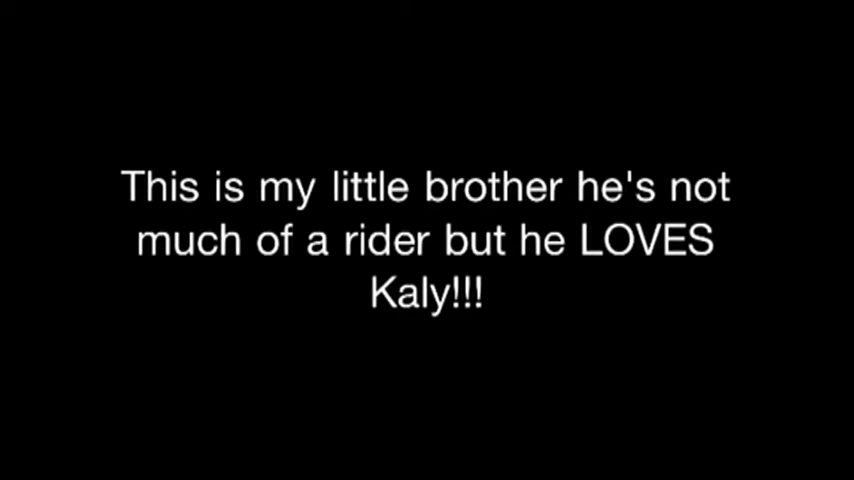 This is my little brother he's not
much of a rider but he LOVES
Kaly!!!